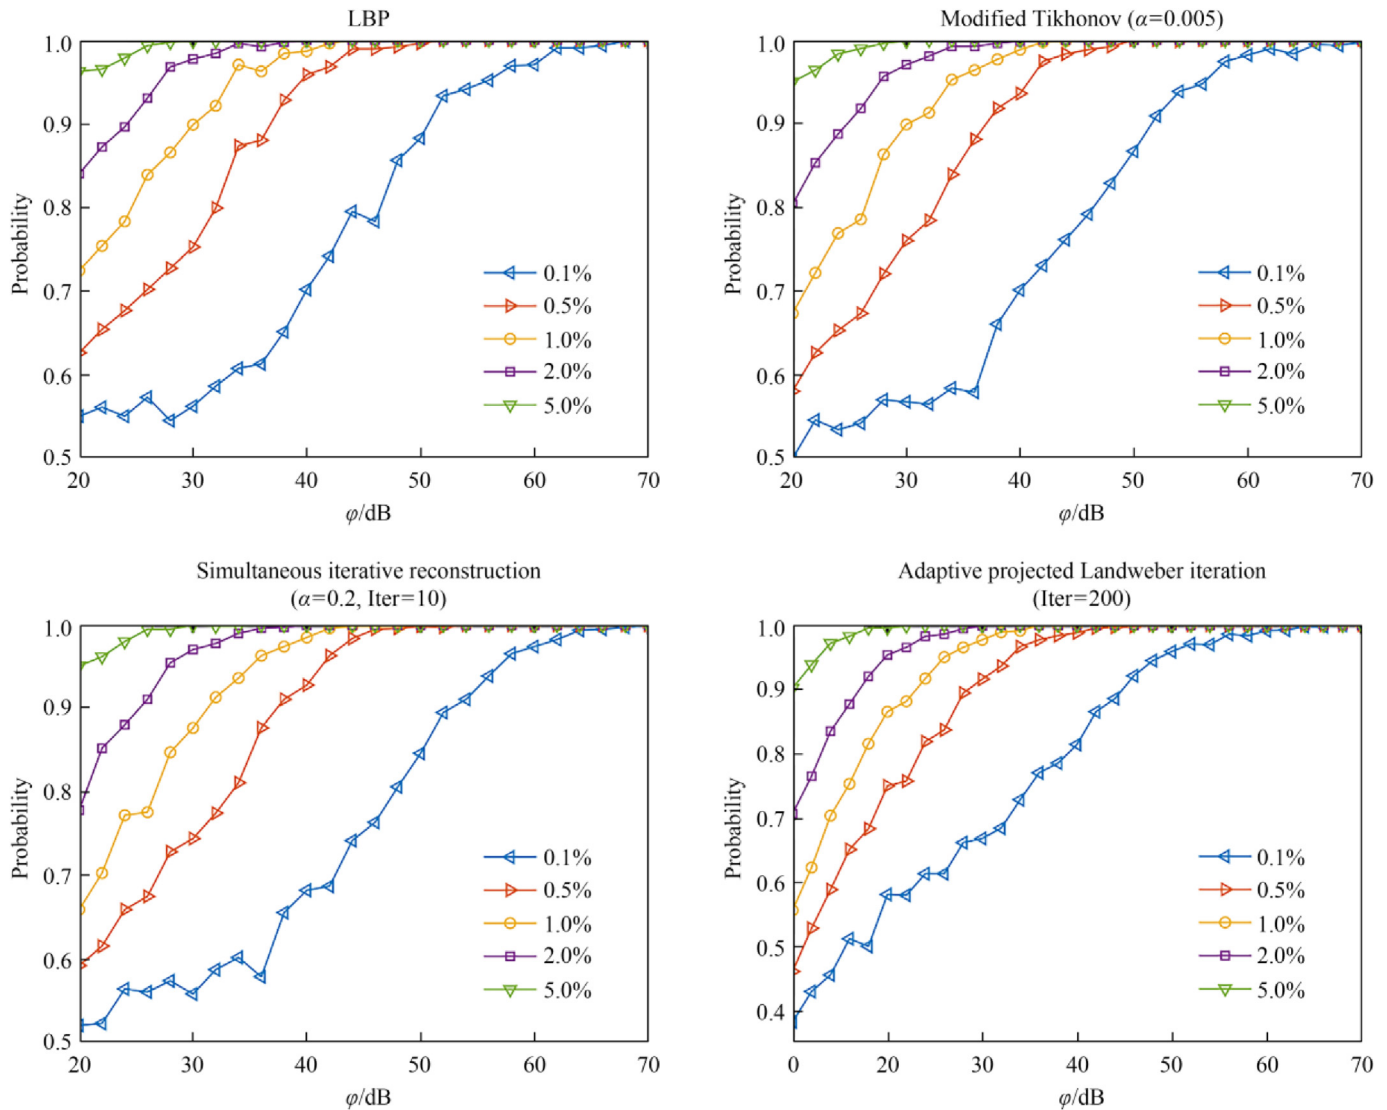 LBP
1.0
0.9
0.8
0.7
0.6
0.5
Probability
0.1%
0.5%
1.0%
2.0%
5.0%
20 30 40 50 60 70
φ/dB
Modified Tikhonov (α=0.005)
1.0
0.9
0.8
0.7
0.6
0.5
Probability
0.1%
0.5%
1.0%
2.0%
5.0%
20 30 40 50 60 70
φ/dB
Simultaneous iterative reconstruction
(α=0.2, Iter=10)
1.0
0.9
0.8
0.7
0.6
0.5
Probability
0.1%
0.5%
1.0%
2.0%
5.0%
20 30 40 50 60 70
φ/dB
Adaptive projected Landweber iteration
(Iter=200)
1.0
0.9
0.8
0.7
0.6
0.5
0.4
Probability
0.1%
0.5%
1.0%
2.0%
5.0%
0 20 30 40 50 60 70
φ/dB